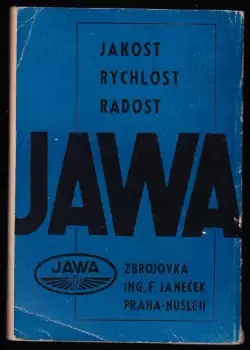 JAKOST
RYCHLOST
RADOST
JAWA
JAWA
ZBROJOVKA
ING. F. JANEČEK
PRAHA-NUSLE II